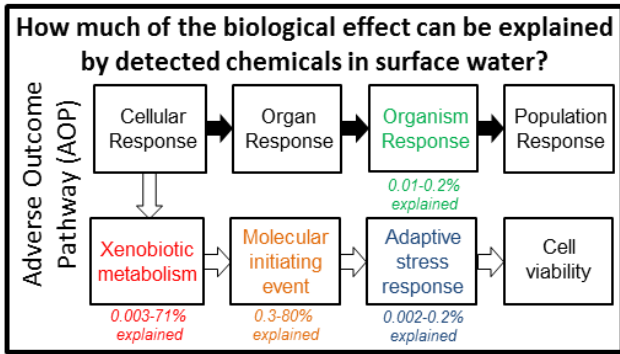 How much of the biological effect can be explained
by detected chemicals in surface water?
Adverse Outcome
Pathway (AOP)
Cellular
Response
Organ
Response
Organism
Response
Population
Response
0.01-0.2%
explained
Xenobiotic
metabolism
Molecular
initiating
event
Adaptive
stress
response
Cell
viability
0.003-71%
explained
0.3-80%
explained
0.002-0.2%
explained